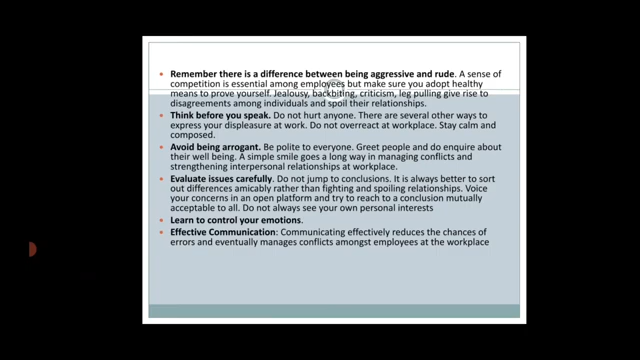 • Remember there is a difference between being aggressive and rude. A sense of
competition is essential among employees but make sure you adopt healthy
means to prove yourself. Jealousy, backbiting, criticism, leg pulling give rise to
disagreements among individuals and spoil their relationships.
• Think before you speak. Do not hurt anyone. There are several other ways to
express your displeasure at work. Do not overreact at workplace. Stay calm and
composed.
• Avoid being arrogant. Be polite to everyone. Greet people and do enquire about
their well being. A simple smile goes a long way in managing conflicts and
strengthening interpersonal relationships at workplace.
• Evaluate issues carefully. Do not jump to conclusions. It is always better to sort
out differences amicably rather than fighting and spoiling relationships. Voice
your concerns in an open platform and try to reach to a conclusion mutually
acceptable to all. Do not always see your own personal interests
• Learn to control your emotions.
• Effective Communication: Communicating effectively reduces the chances of
errors and eventually manages conflicts amongst employees at the workplace